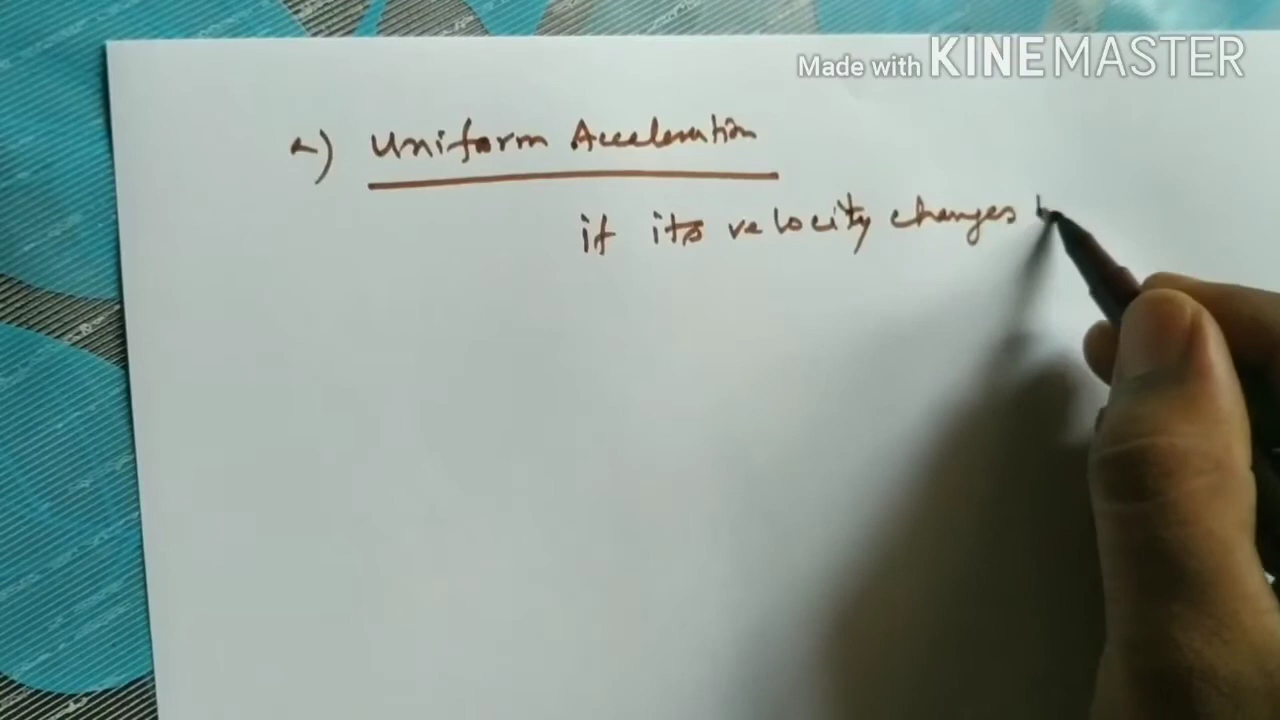 Made with KINEMASTER
a) Uniform Acceleration
if its velocity changes